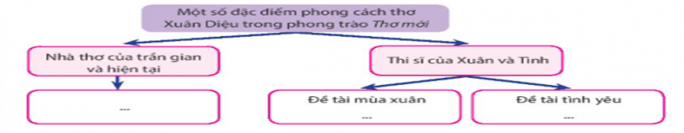 Một số đặc điểm phong cách thơ
Xuân Diệu trong phong trào Thơ mới
Nhà thơ của trần gian
và hiện tại
Thi sĩ của Xuân và Tình
...
Đề tài mùa xuân
...
Đề tài tình yêu
...